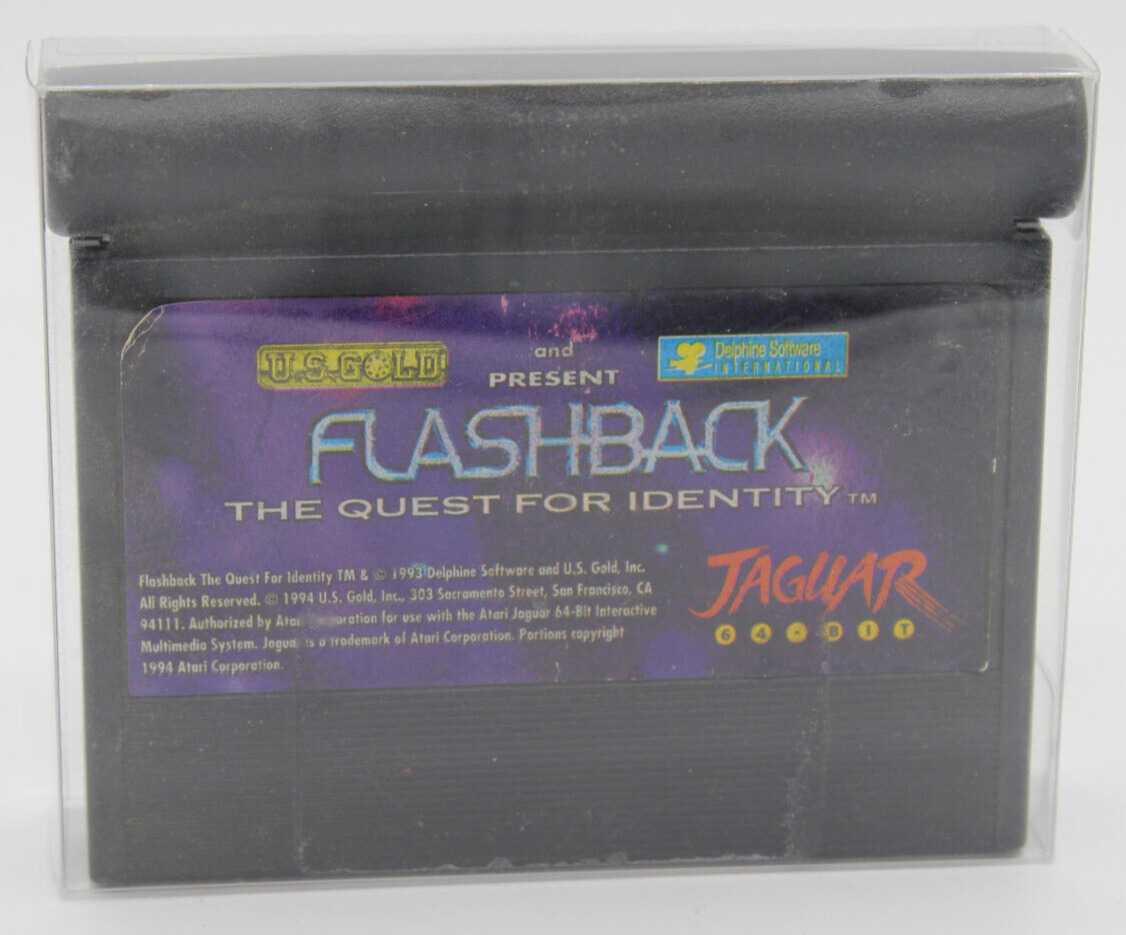 U.S. GOLD
and
PRESENT
Delphine Software
INTERNATIONAL
FLASHBACK
THE QUEST FOR IDENTITY TM
Flashback The Quest For Identity TM & © 1993 Delphine Software and U.S. Gold, Inc.
All Rights Reserved. © 1994 U.S. Gold, Inc., 303 Sacramento Street, San Francisco, CA
94111. Authorized by Ata oration for use with the Atari Jaguar 64-Bit Interactive
Multimedia System. Jagua is a trademark of Atari Corporation. Portions copyright
1994 Atari Corporation.
JAGUAR
64-BIT